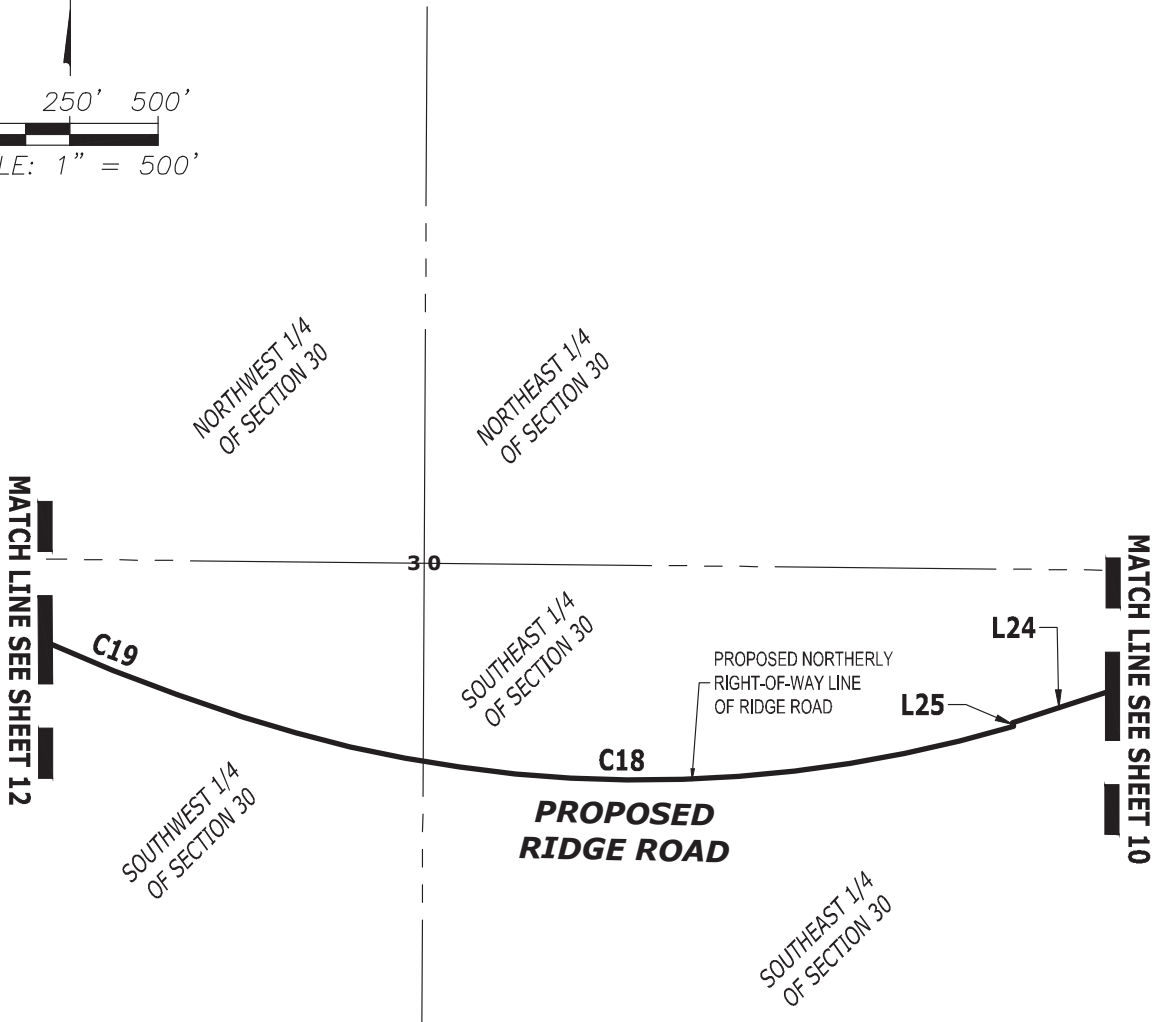 250' 500'
LE: 1" = 500'
NORTHWEST 1/4
OF SECTION 30
NORTHEAST 1/4
OF SECTION 30
MATCH LINE SEE SHEET 12
30
MATCH LINE SEE SHEET 10
C19
SOUTHEAST 1/4
OF SECTION 30
L24
PROPOSED NORTHERLY
RIGHT-OF-WAY LINE
OF RIDGE ROAD
L25
C18
SOUTHWEST 1/4
OF SECTION 30
PROPOSED
RIDGE ROAD
SOUTHEAST 1/4
OF SECTION 30